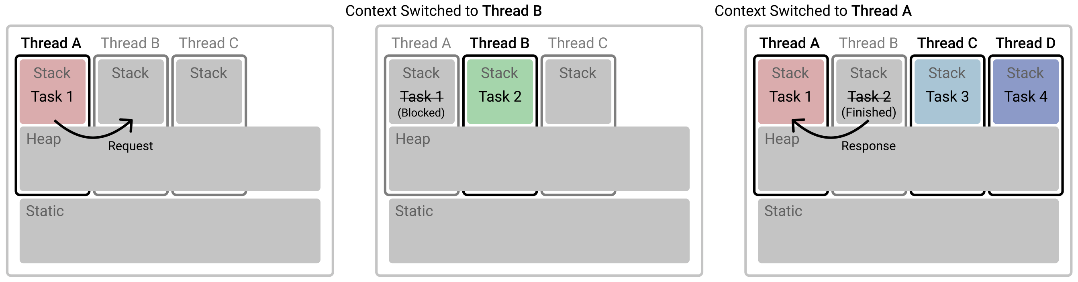 Context Switched to Thread B
Context Switched to Thread A
Thread A Thread B Thread C
Stack Stack Stack
Task 1
Request
Heap
Static
Thread A Thread B Thread C
Stack Stack Stack
Task 1 Task 2
(Blocked)
Heap
Static
Thread A Thread B Thread C Thread D
Stack Stack Stack Stack
Task 1 Task 2 Task 3 Task 4
(Finished)
Heap
Response
Static